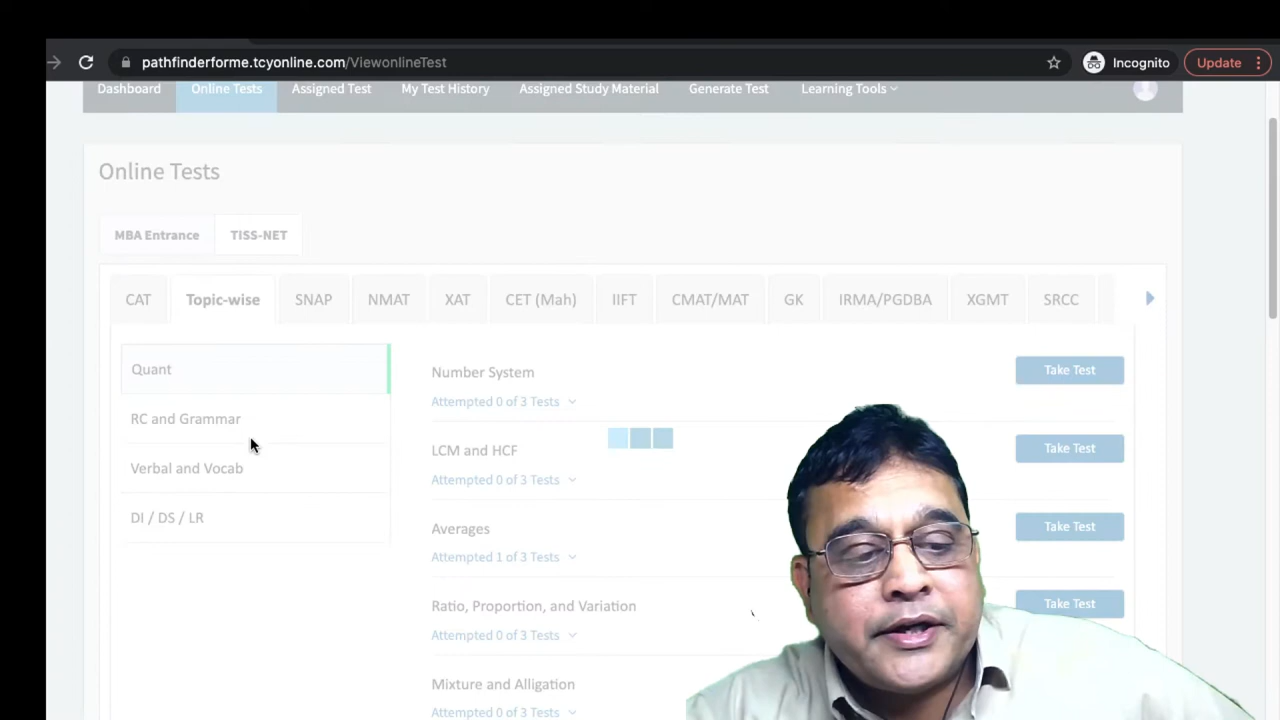 pathfinderforme.tcyonline.com/ViewonlineTest
Incognito
Update
Dashboard
Online Tests
Assigned Test
My Test History
Assigned Study Material
Generate Test
Learning Tools
Online Tests
MBA Entrance
TISS-NET
CAT
Topic-wise
SNAP
NMAT
XAT
CET (Mah)
IIFT
CMAT/MAT
GK
IRMA/PGDBA
XGMT
SRCC
Quant
RC and Grammar
Verbal and Vocab
DI / DS / LR
Number System
Take Test
Attempted 0 of 3 Tests
LCM and HCF
Take Test
Attempted 0 of 3 Tests
Averages
Take Test
Attempted 1 of 3 Tests
Ratio, Proportion, and Variation
Take Test
Attempted 0 of 3 Tests
Mixture and Alligation
Attempted 0 of 3 Tests